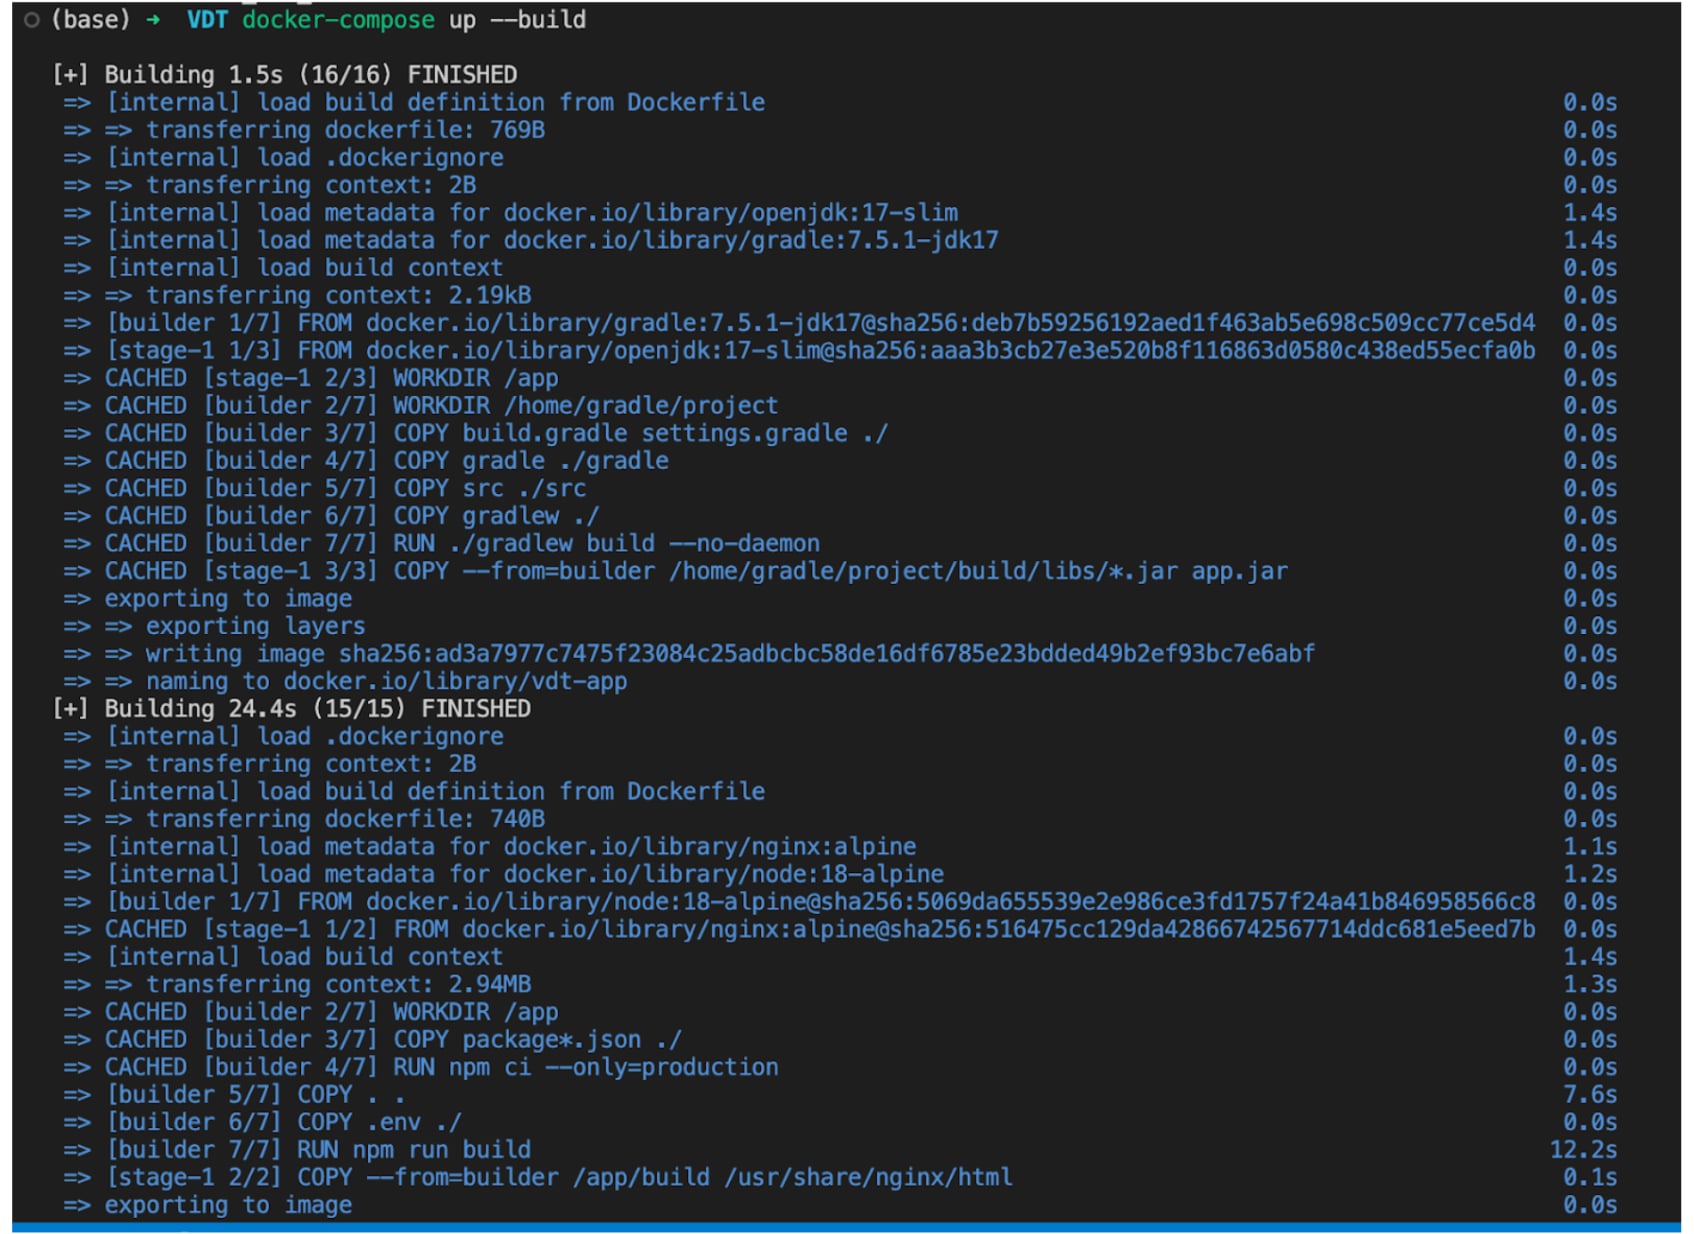 (base) ➜ VDT docker-compose up --build
[+] Building 1.5s (16/16) FINISHED
=> [internal] load build definition from Dockerfile 0.0s
=> => transferring dockerfile: 769B 0.0s
=> [internal] load .dockerignore 0.0s
=> => transferring context: 2B 0.0s
=> [internal] load metadata for docker.io/library/openjdk:17-slim 1.4s
=> [internal] load metadata for docker.io/library/gradle:7.5.1-jdk17 1.4s
=> [internal] load build context 0.0s
=> => transferring context: 2.19kB 0.0s
=> [builder 1/7] FROM docker.io/library/gradle:7.5.1-jdk17@sha256:deb7b59256192aed1f463ab5e698c509cc77ce5d4 0.0s
=> [stage-1 1/3] FROM docker.io/library/openjdk:17-slim@sha256:aaa3b3cb27e3e520b8f116863d0580c438ed55ecfa0b 0.0s
=> CACHED [stage-1 2/3] WORKDIR /app 0.0s
=> CACHED [builder 2/7] WORKDIR /home/gradle/project 0.0s
=> CACHED [builder 3/7] COPY build.gradle settings.gradle ./ 0.0s
=> CACHED [builder 4/7] COPY gradle ./gradle 0.0s
=> CACHED [builder 5/7] COPY src ./src 0.0s
=> CACHED [builder 6/7] COPY gradlew ./ 0.0s
=> CACHED [builder 7/7] RUN ./gradlew build --no-daemon 0.0s
=> CACHED [stage-1 3/3] COPY --from=builder /home/gradle/project/build/libs/*.jar app.jar 0.0s
=> exporting to image 0.0s
=> => exporting layers 0.0s
=> => writing image sha256:ad3a7977c7475f23084c25adbcbc58de16df6785e23bdded49b2ef93bc7e6abf 0.0s
=> => naming to docker.io/library/vdt-app 0.0s
[+] Building 24.4s (15/15) FINISHED
=> [internal] load .dockerignore 0.0s
=> => transferring context: 2B 0.0s
=> [internal] load build definition from Dockerfile 0.0s
=> => transferring dockerfile: 740B 0.0s
=> [internal] load metadata for docker.io/library/nginx:alpine 1.1s
=> [internal] load metadata for docker.io/library/node:18-alpine 1.2s
=> [builder 1/7] FROM docker.io/library/node:18-alpine@sha256:5069da655539e2e986ce3fd1757f24a41b846958566c8 0.0s
=> CACHED [stage-1 1/2] FROM docker.io/library/nginx:alpine@sha256:516475cc129da42866742567714ddc681e5eed7b 0.0s
=> [internal] load build context 1.4s
=> => transferring context: 2.94MB 1.3s
=> CACHED [builder 2/7] WORKDIR /app 0.0s
=> CACHED [builder 3/7] COPY package*.json ./ 0.0s
=> CACHED [builder 4/7] RUN npm ci --only=production 0.0s
=> [builder 5/7] COPY . . 7.6s
=> [builder 6/7] COPY .env ./ 0.0s
=> [builder 7/7] RUN npm run build 12.2s
=> [stage-1 2/2] COPY --from=builder /app/build /usr/share/nginx/html 0.1s
=> exporting to image 0.0s